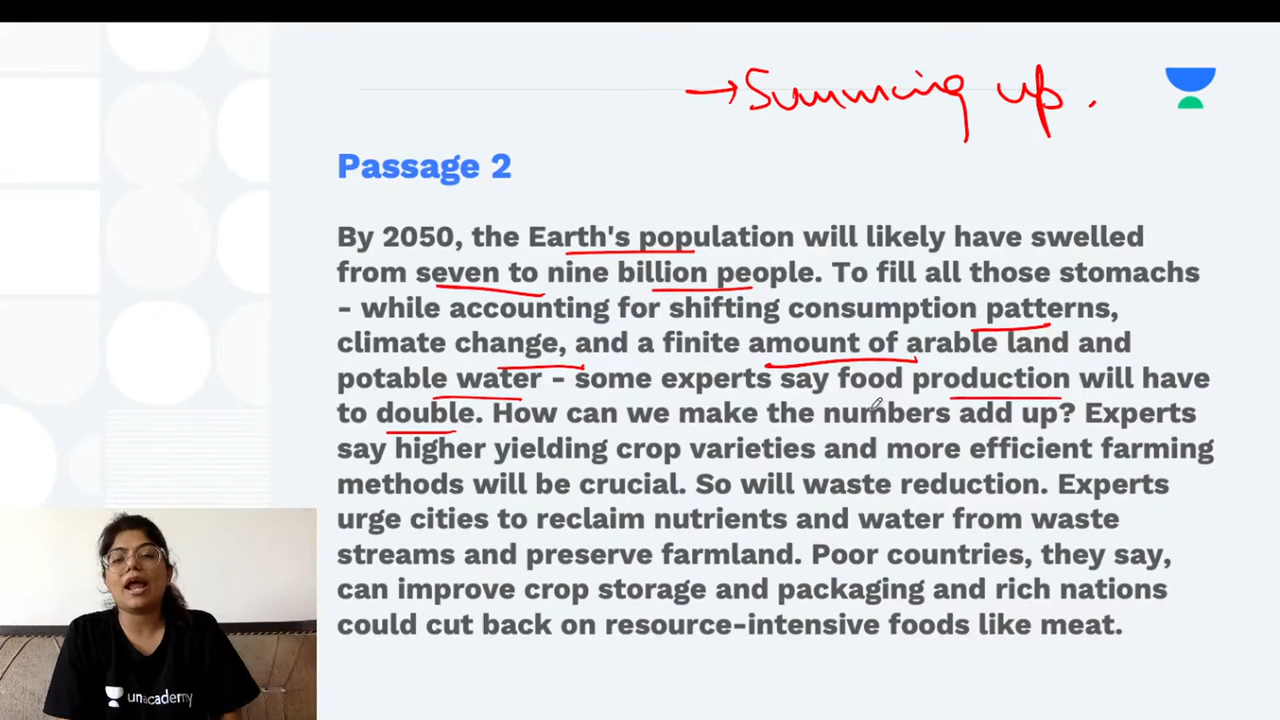 → Summing up.
Passage 2
By 2050, the Earth's population will likely have swelled
from seven to nine billion people. To fill all those stomachs
- while accounting for shifting consumption patterns,
climate change, and a finite amount of arable land and
potable water - some experts say food production will have
to double. How can we make the numbers add up? Experts
say higher yielding crop varieties and more efficient farming
methods will be crucial. So will waste reduction. Experts
urge cities to reclaim nutrients and water from waste
streams and preserve farmland. Poor countries, they say,
can improve crop storage and packaging and rich nations
could cut back on resource-intensive foods like meat.
unacademy